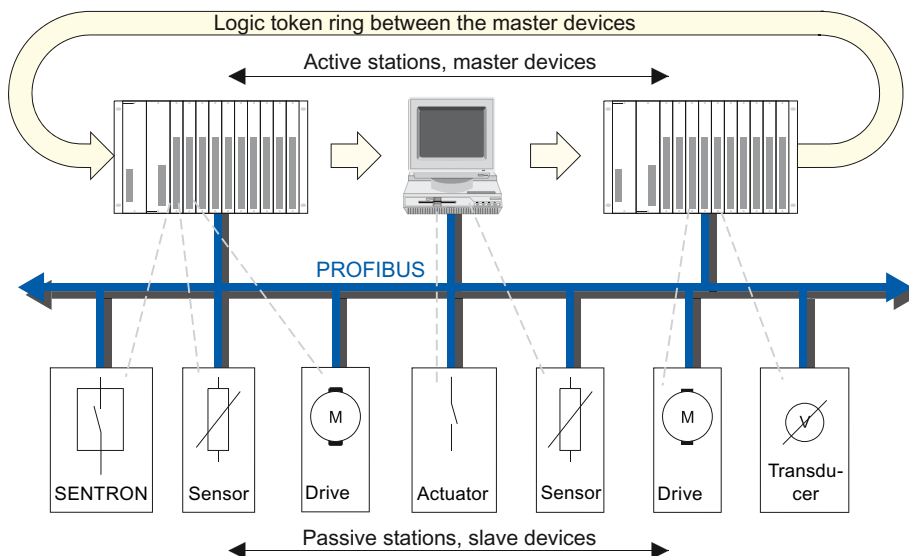 Logic token ring between the master devices
Active stations, master devices
PROFIBUS
M
M
V
SENTRON
Sensor
Drive
Actuator
Sensor
Drive
Transdu-
cer
Passive stations, slave devices